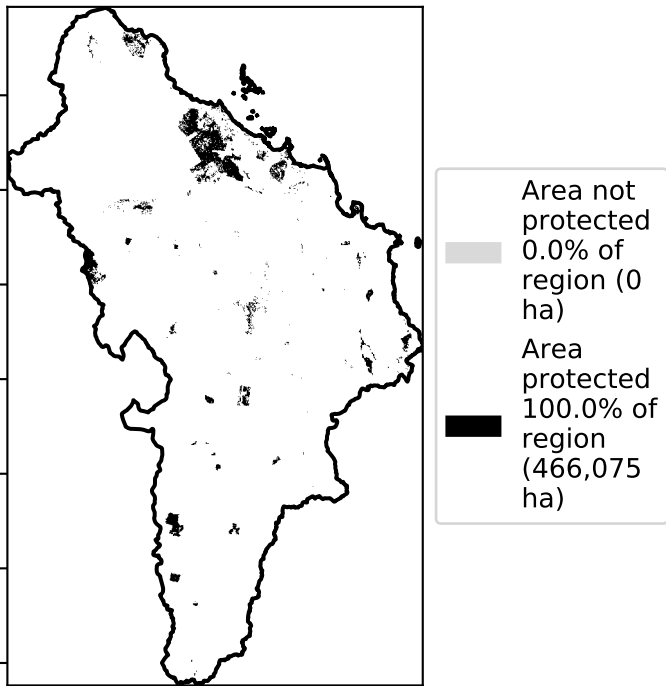 Area not
protected
0.0% of
region (0
ha)
Area
protected
100.0% of
region
(466,075
ha)